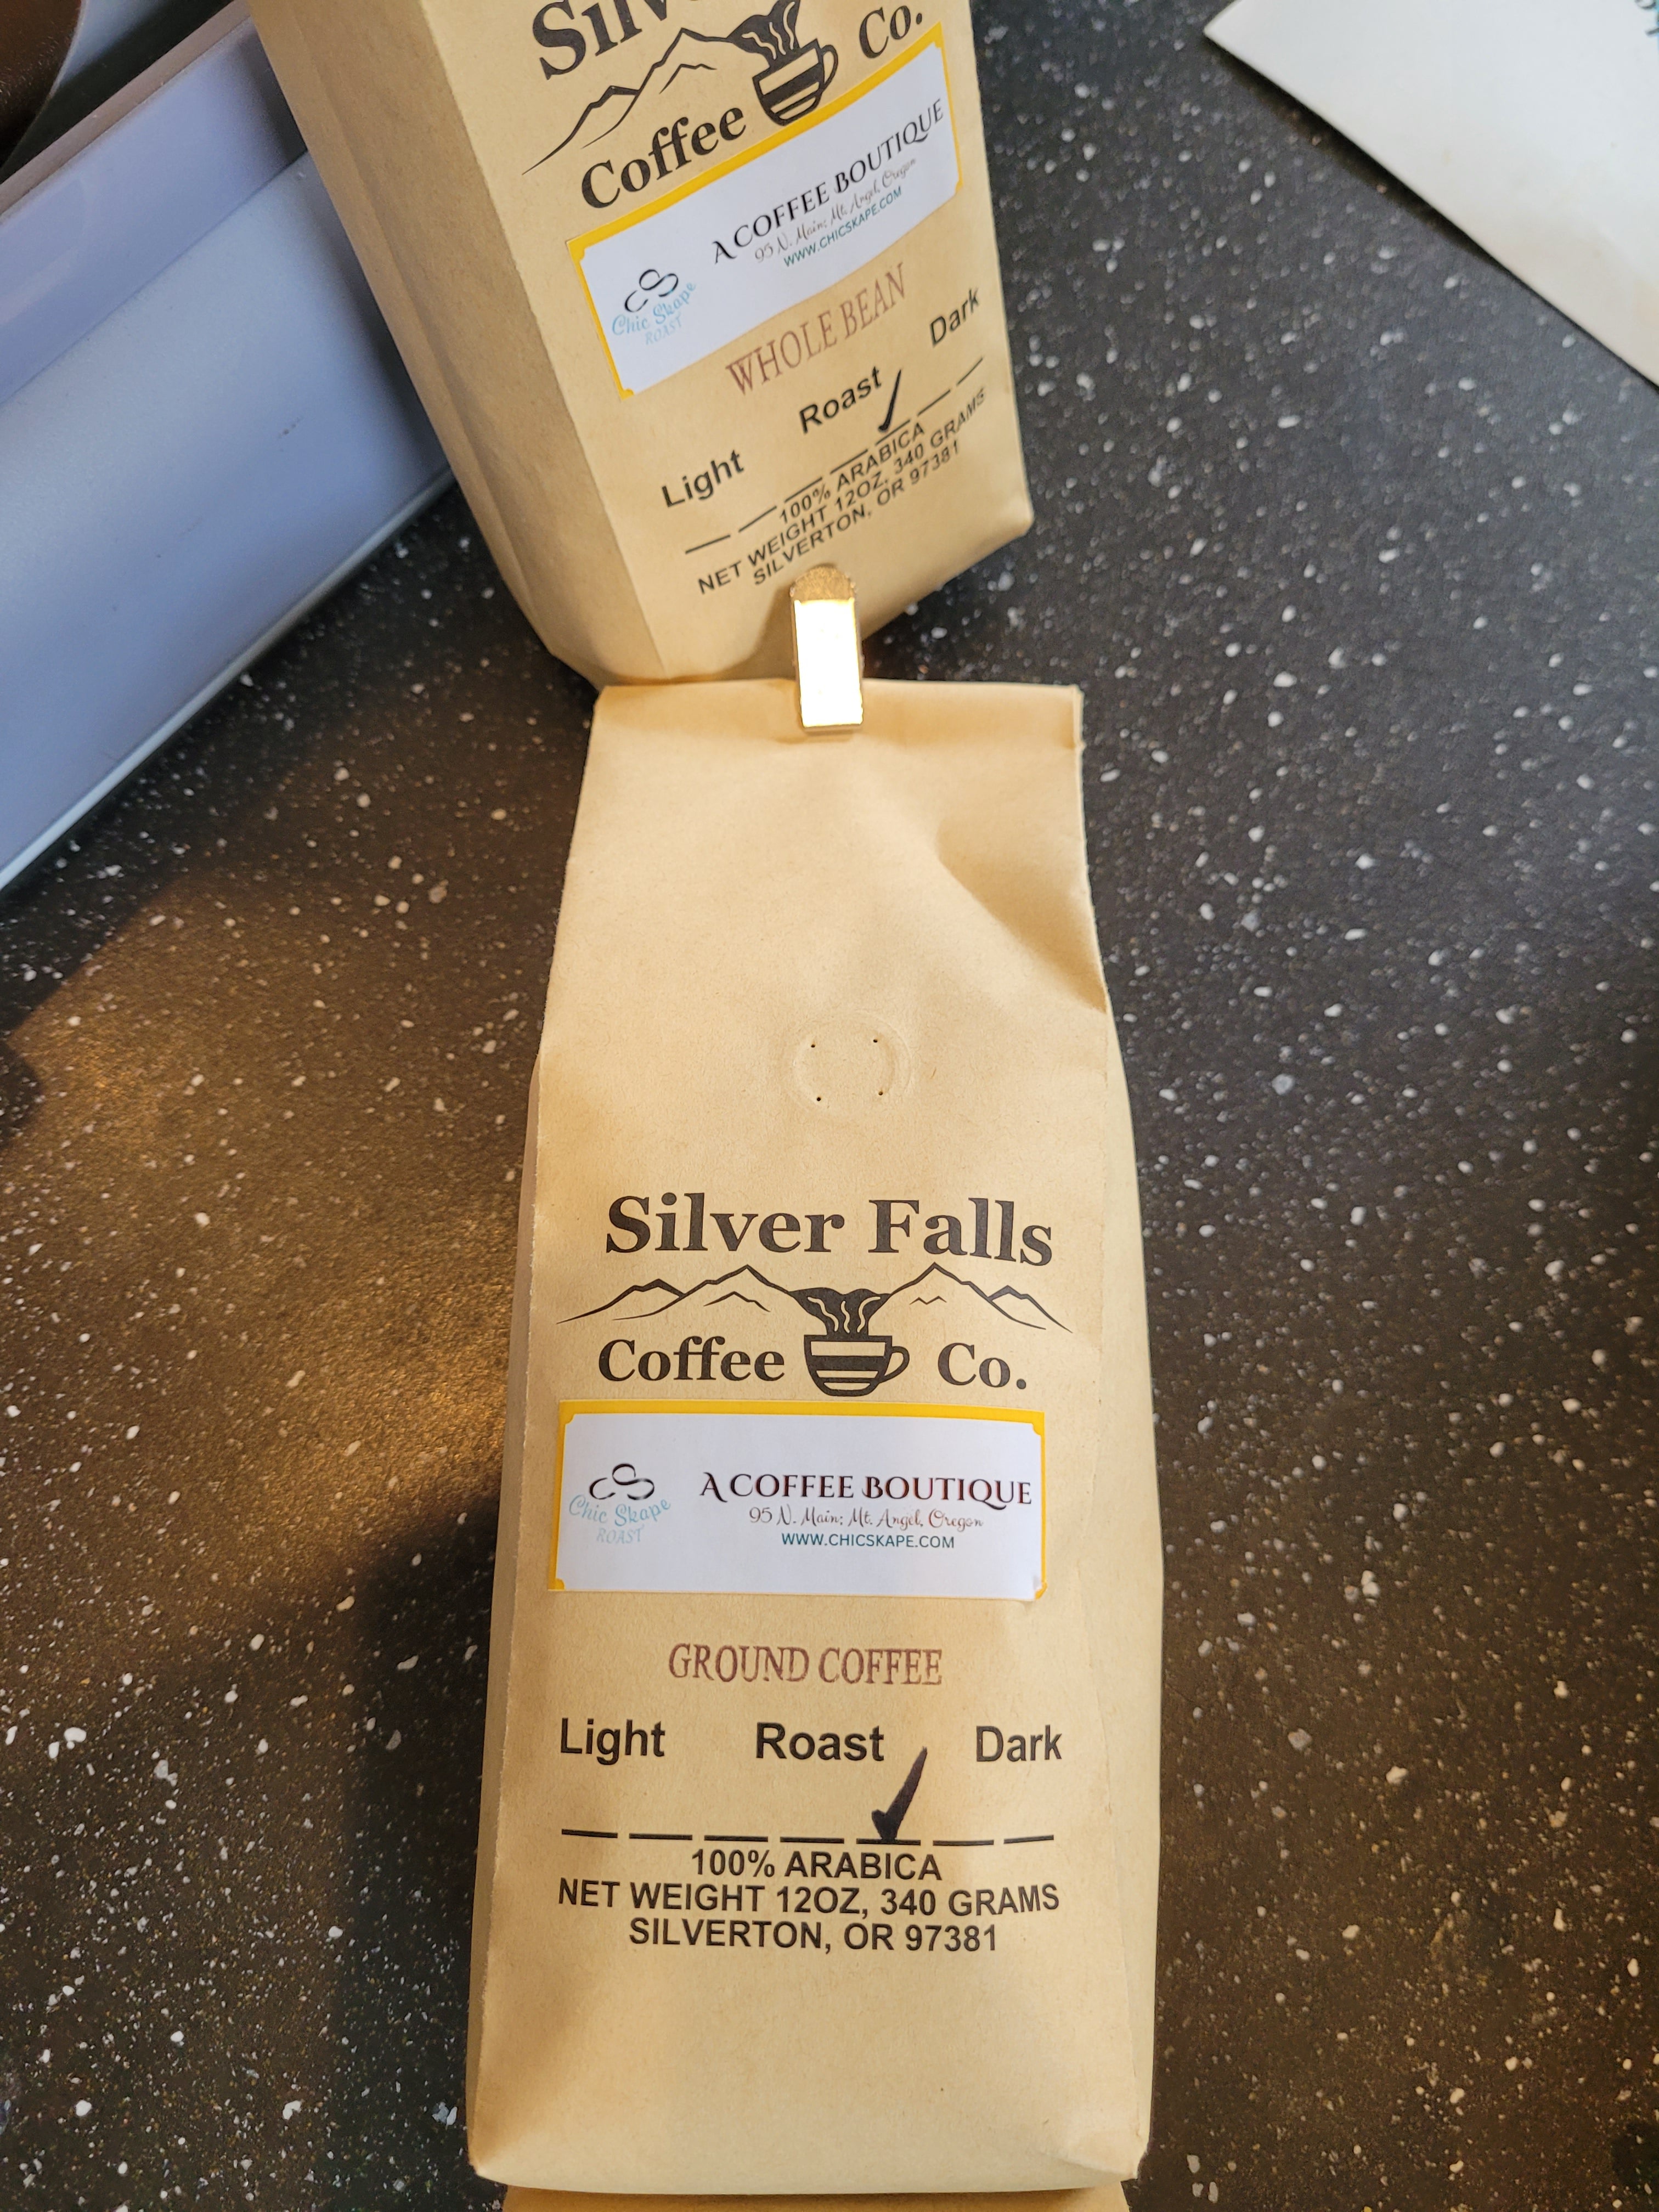 Co.
Coffee
A COFFEE BOUTIQUE
95 N. Main; Mt. Angel, Oregon
WWW.CHICSKAPE.COM
CS
Chic Skape
ROAST
WHOLE BEAN
Light Roast Dark
100% ARABICA
NET WEIGHT 12OZ, 340 GRAMS
SILVERTON, OR 97381
Silver Falls
Coffee Co.
CS
Chic Skape
ROAST
A COFFEE BOUTIQUE
95 N. Main; Mt. Angel, Oregon
WWW.CHICSKAPE.COM
GROUND COFFEE
Light Roast Dark
100% ARABICA
NET WEIGHT 12OZ, 340 GRAMS
SILVERTON, OR 97381